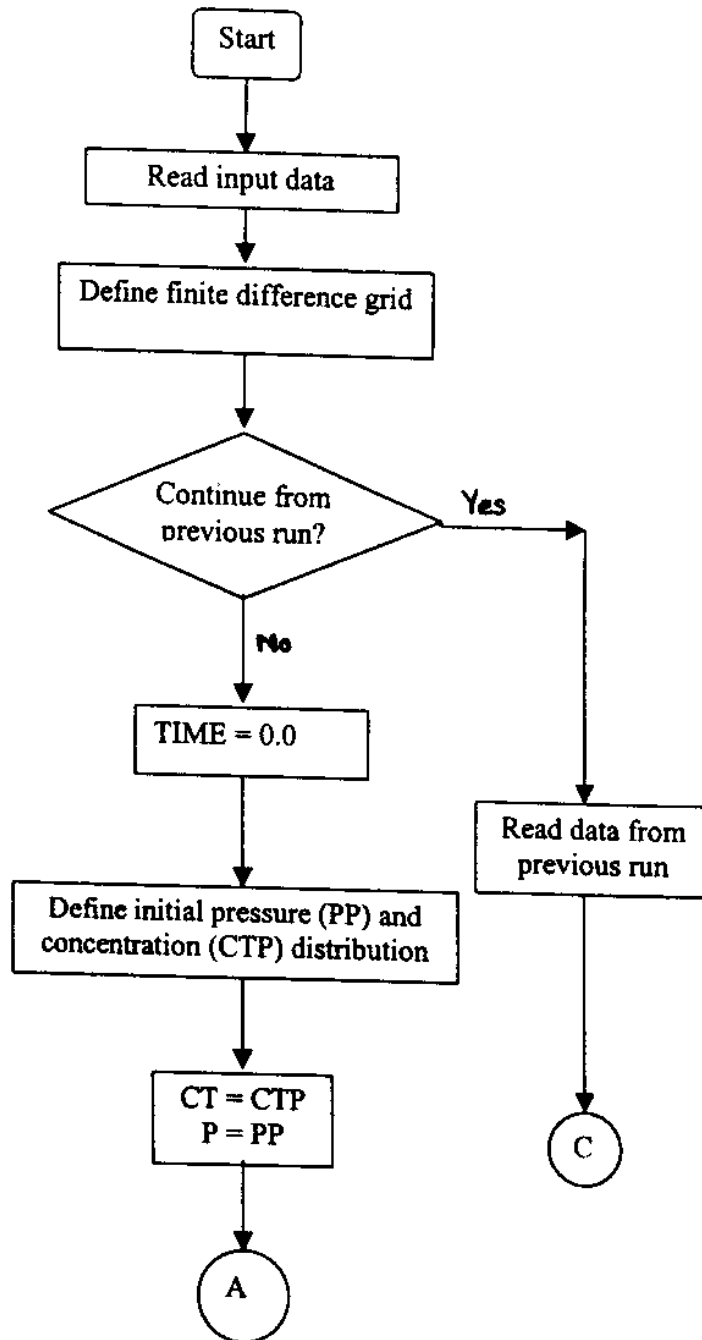 Start
Read input data
Define finite difference grid
Continue from
previous run?
Yes
No
TIME = 0.0
Read data from
previous run
Define initial pressure (PP) and
concentration (CTP) distribution
CT = CTP
P = PP
C
A